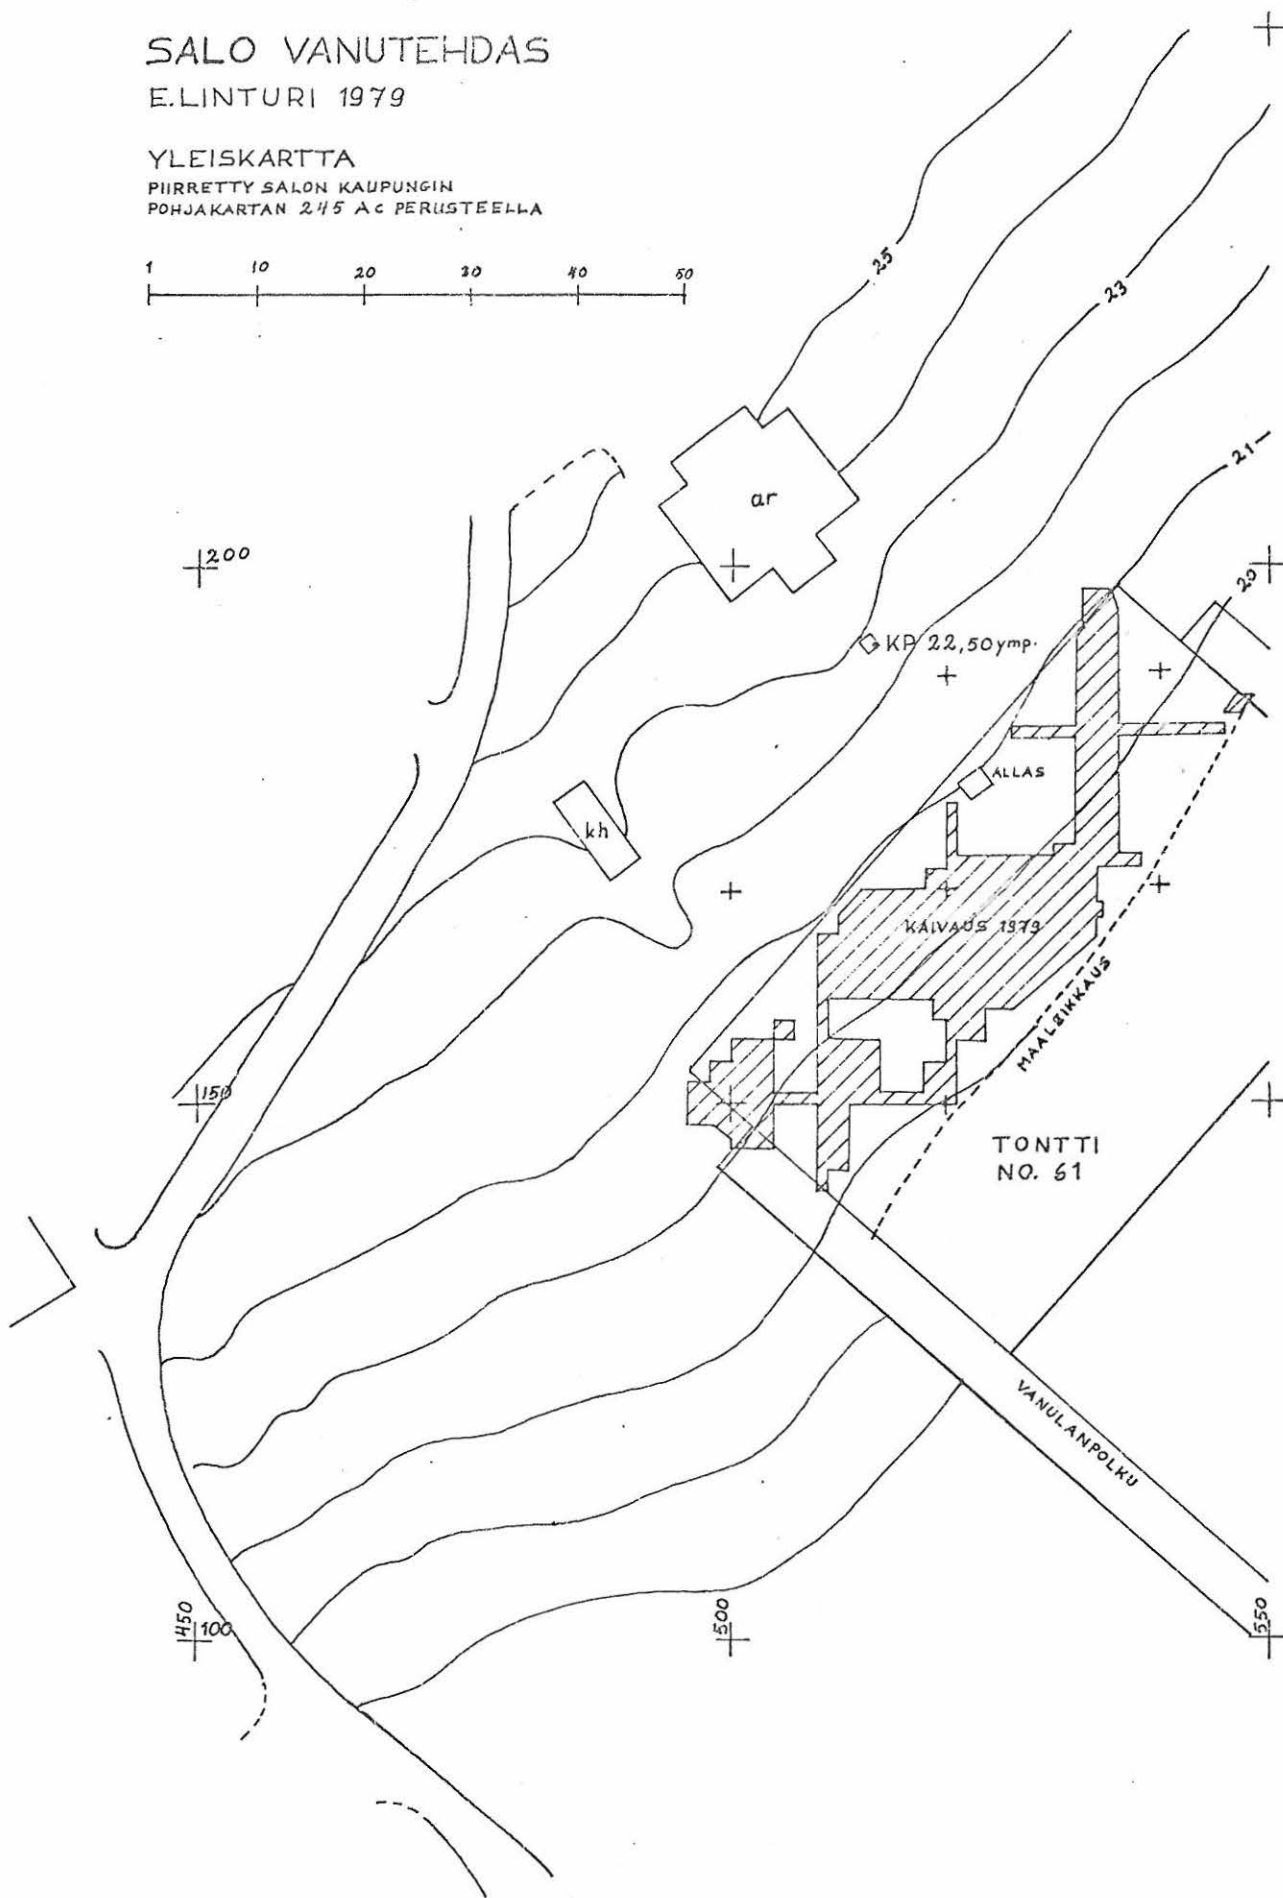 SALO VANUTEHDAS
E.LINTURI 1979
YLEISKARTTA
PIIRRETTY SALON KAUPUNGIN
POHJAKARTAN 245 AC PERUSTEELLA
1 10 20 30 40 50
25
23
21
20
ar
200
KP 22,50 ymp.
ALLAS
kh
KAIVAUS 1979
MAALEIKKAUS
150
TONTTI
NO. 61
VANULANPOLKU
450
100
500
550